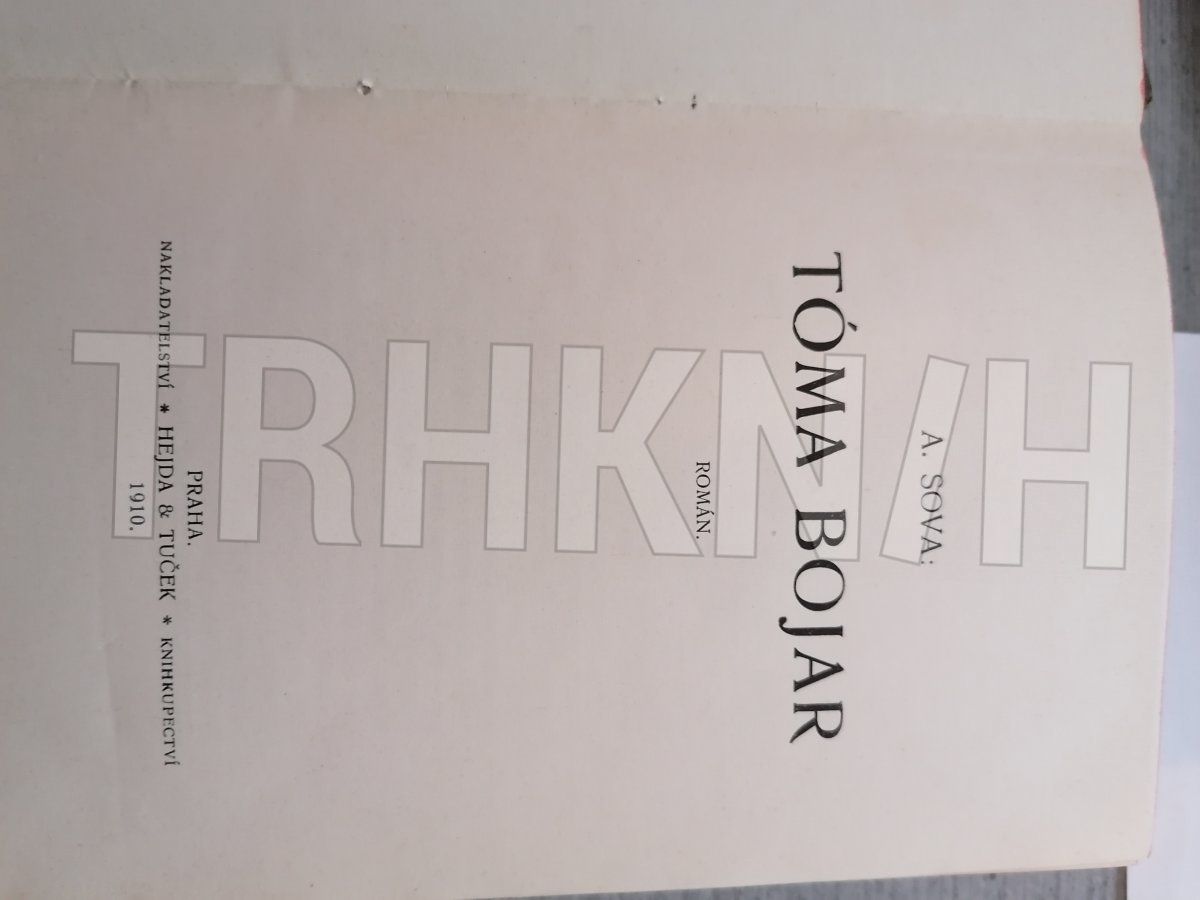 A. SOVA:
TÓMA BOJAR
ROMÁN.
PRAHA.
NAKLADATELSTVÍ * HEJDA & TUČEK * KNIHKUPECTVÍ
1910.
TRHKNIH